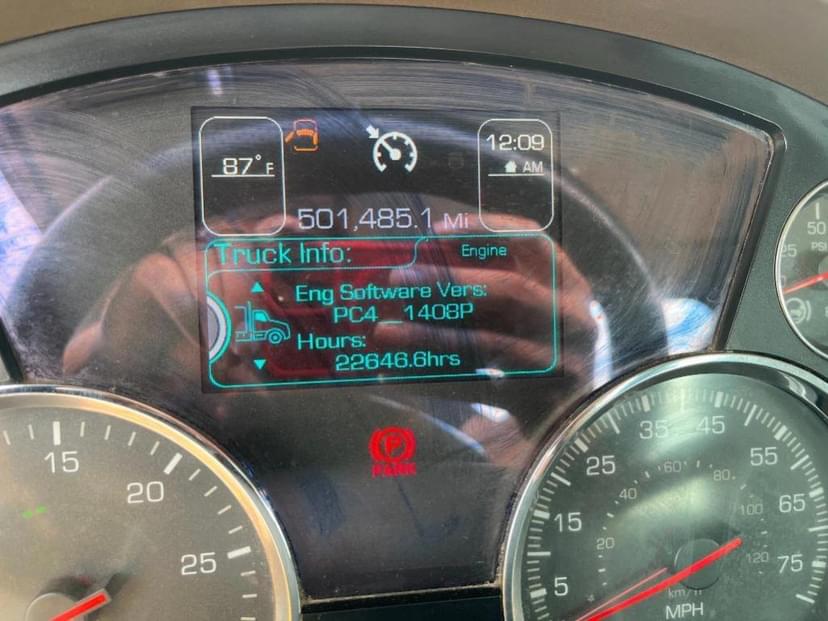 87°F
12:09
AM
501,485.1 Mi
Truck Info:
Engine
Eng Software Vers:
PC4__1408P
Hours:
22646.6hrs
PARK
15
20
25
5
15
25
35
45
55
65
75
20
40
60
80
100
120
km/h
MPH
50
25
PSI